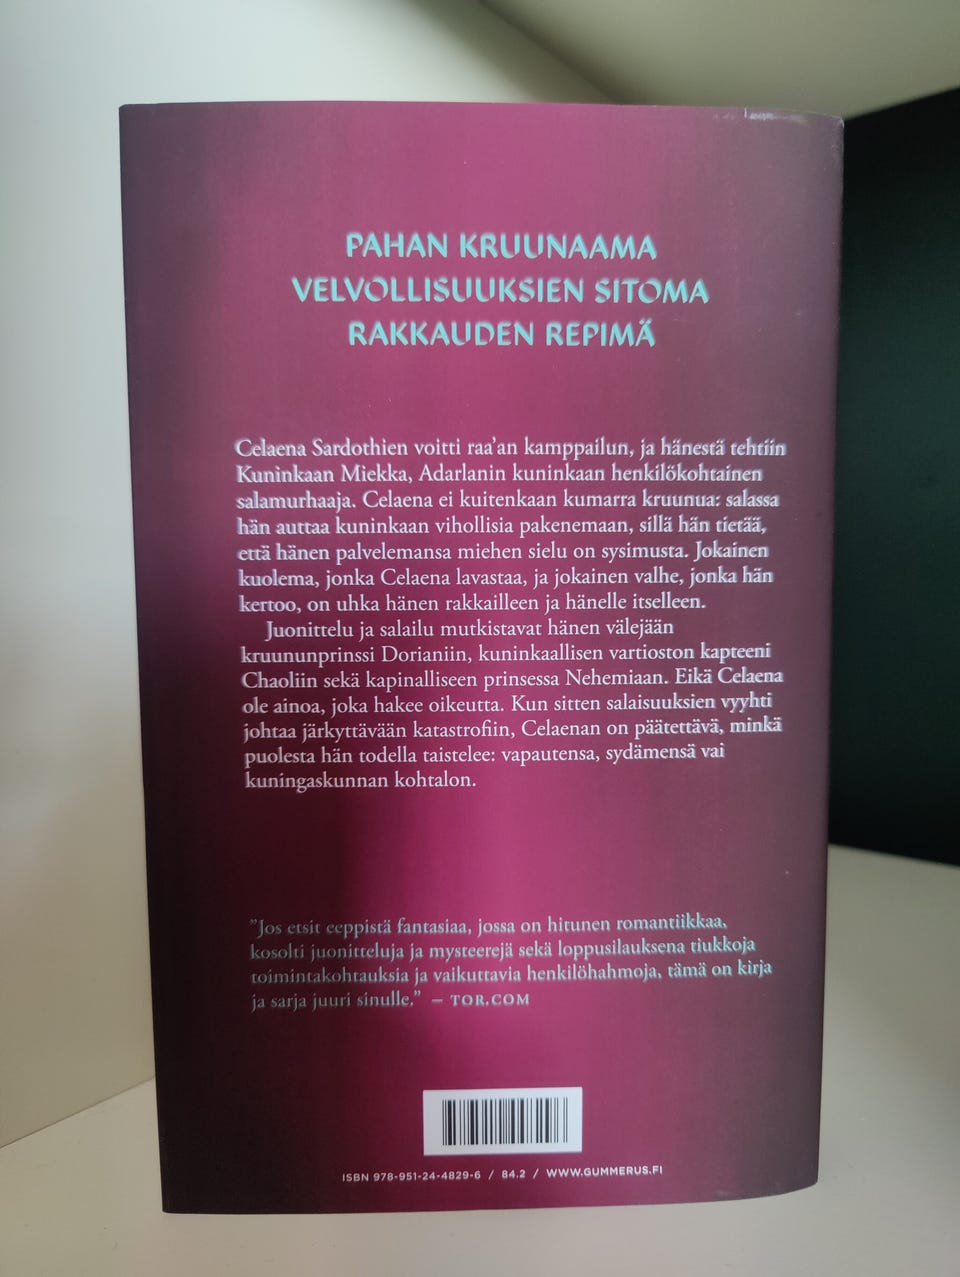 PAHAN KRUUNAAMA
VELVOLLISUUKSIEN SITOMA
RAKKAUDEN REPIMÄ
Celaena Sardothien voitti raa'an kamppailun, ja hänestä tehtiin
Kuninkaan Miekka, Adarlanin kuninkaan henkilökohtainen
salamurhaaja. Celaena ei kuitenkaan kumarra kruunua: salassa
hän auttaa kuninkaan vihollisia pakenemaan, sillä hän tietää,
että hänen palvelemansa miehen sielu on sysimusta. Jokainen
kuolema, jonka Celaena lavastaa, ja jokainen valhe, jonka hän
kertoo, on uhka hänen rakkailleen ja hänelle itselleen.
Juonittelu ja salailu mutkistavat hänen välejään
kruununprinssi Dorianiin, kuninkaallisen vartioston kapteeni
Chaoliin sekä kapinalliseen prinsessa Nehemiaan. Eikä Celaena
ole ainoa, joka hakee oikeutta. Kun sitten salaisuuksien vyyhti
johtaa järkyttävään katastrofiin, Celaenan on päätettävä, minkä
puolesta hän todella taistelee: vapautensa, sydämensä vai
kuningaskunnan kohtalon.
"Jos etsit eeppistä fantasiaa, jossa on hitunen romantiikkaa,
kosolti juonitteluja ja mysteerejä sekä loppusilauksena tiukkoja
toimintakohtauksia ja vaikuttavia henkilöhahmoja, tämä on kirja
ja sarja juuri sinulle." – TOR.COM
ISBN 978-951-24-4829-6 / 84.2 / WWW.GUMMERUS.FI